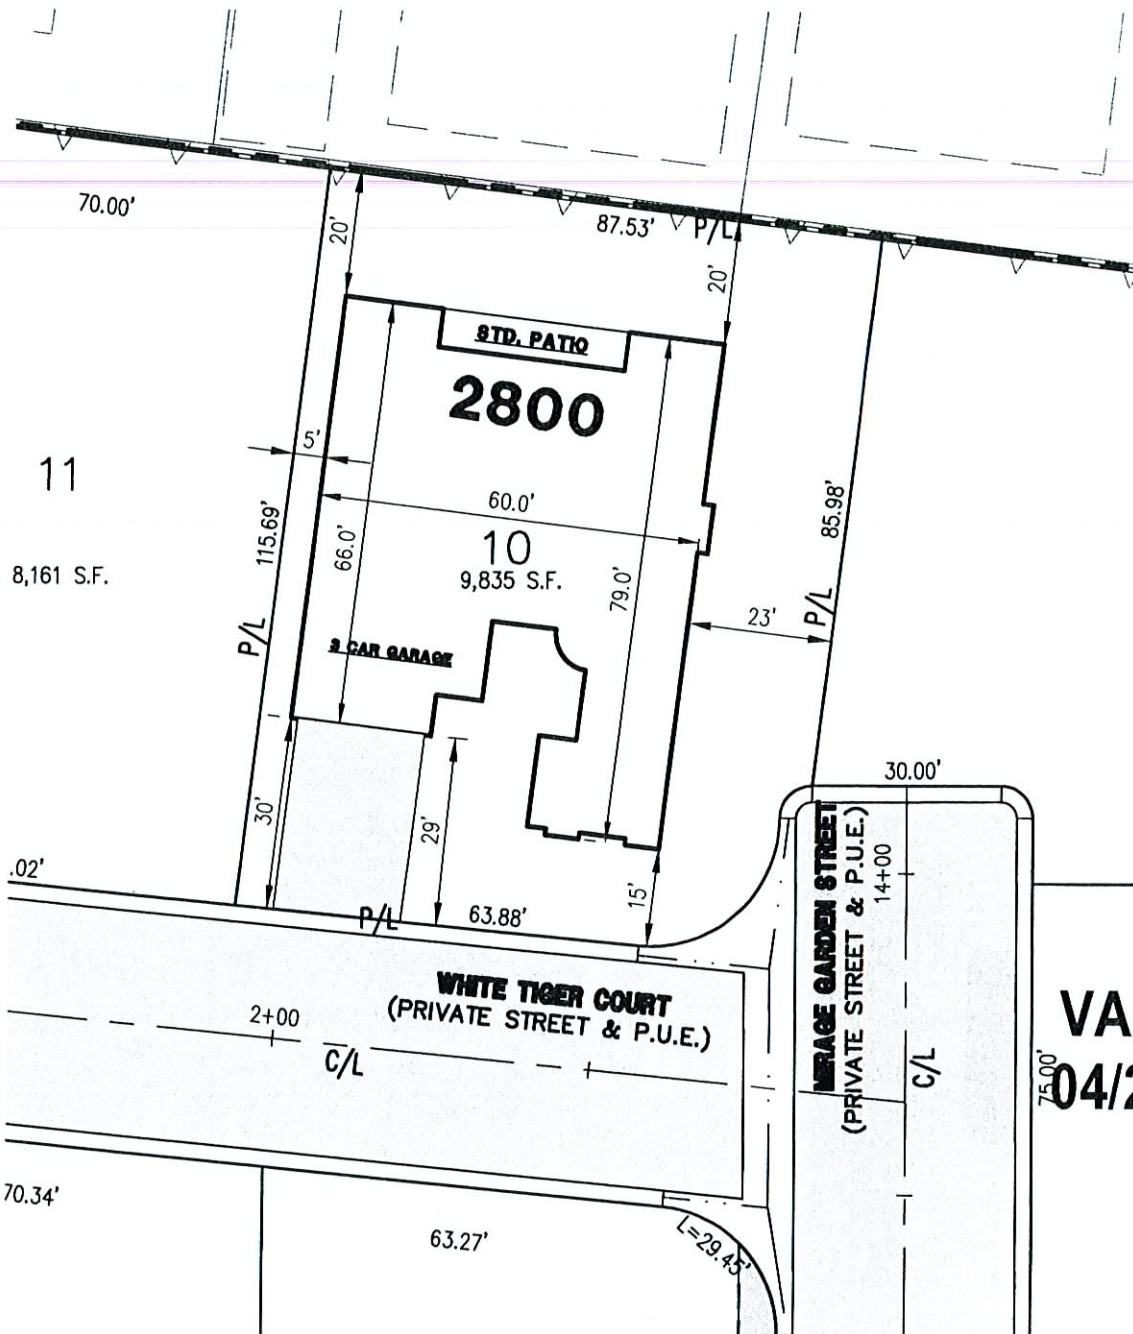 70.00'
87.53'
P/L
20'
20'
STD. PATIO
2800
5'
11
60.0'
115.69'
66.0'
10
9,835 S.F.
85.98'
8,161 S.F.
79.0'
P/L
23'
P/L
3 CAR GARAGE
30.00'
30'
29'
15'
.02'
P/L
63.88'
14+00
MIRAGE GARDEN STREET
(PRIVATE STREET & P.U.E.)
WHITE TIGER COURT
(PRIVATE STREET & P.U.E.)
2+00
C/L
C/L
VA
75.00'
04/2
70.34'
63.27'
L=29.45'